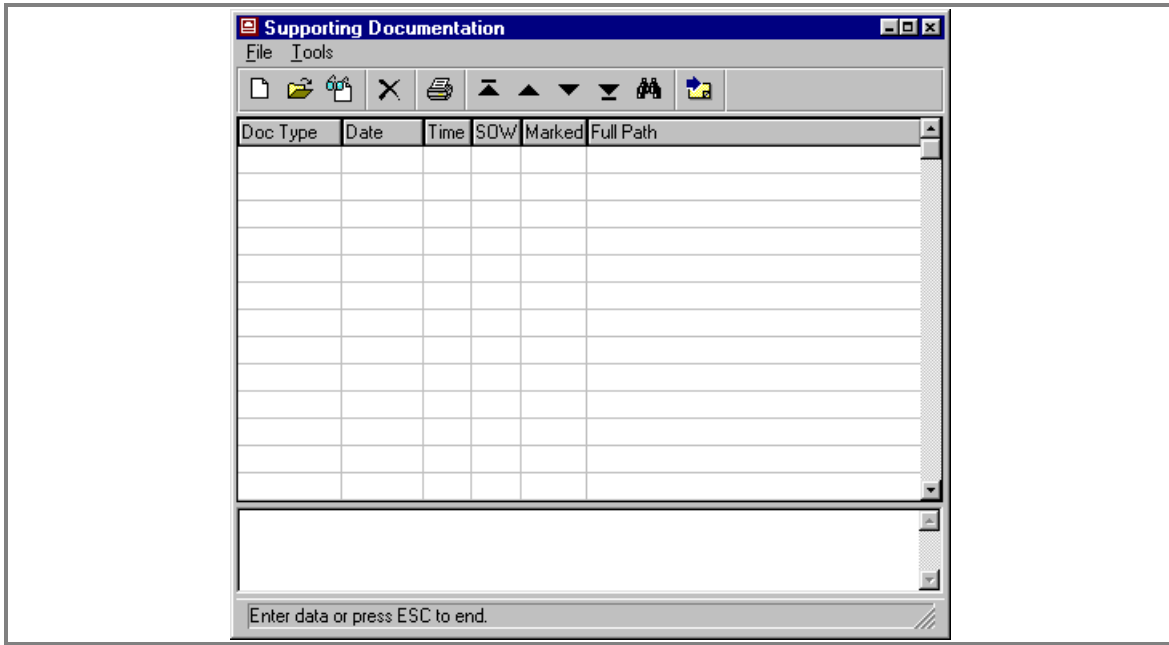 Supporting Documentation
File Tools
Doc Type Date Time SOW Marked Full Path
Enter data or press ESC to end.